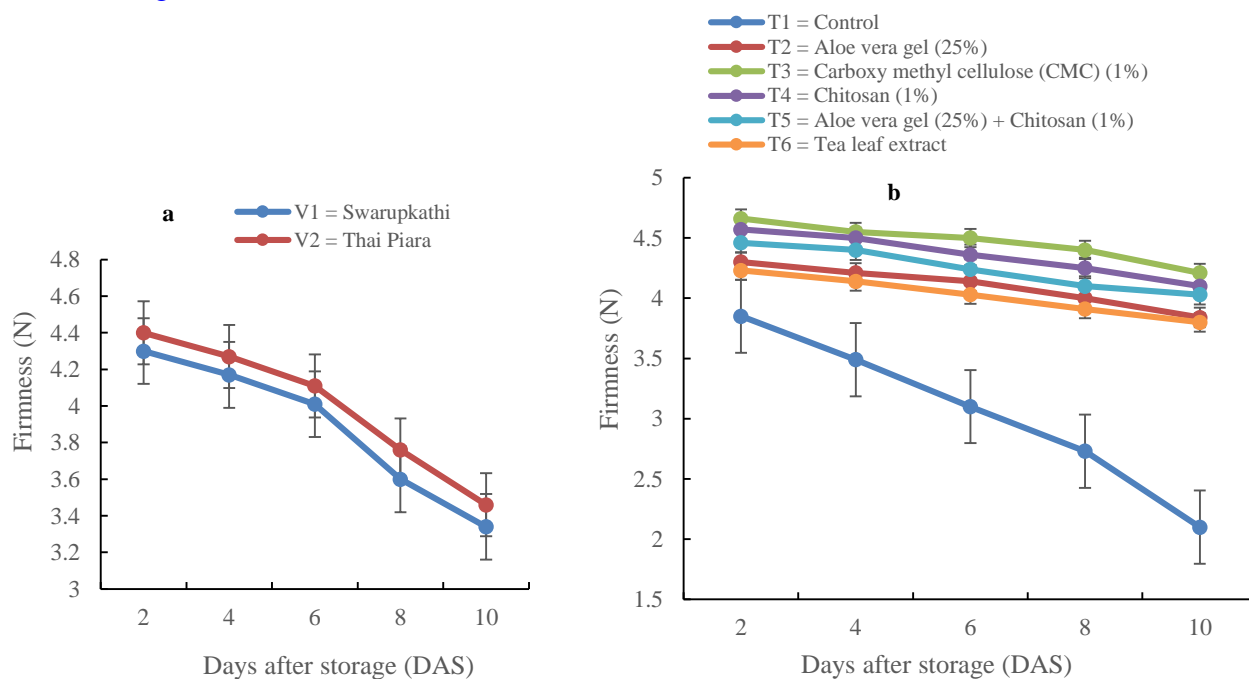 a
V1 = Swarupkathi
V2 = Thai Piara
4.8
4.6
4.4
4.2
4
3.8
3.6
3.4
3.2
3
Firmness (N)
2 4 6 8 10
Days after storage (DAS)
T1 = Control
T2 = Aloe vera gel (25%)
T3 = Carboxy methyl cellulose (CMC) (1%)
T4 = Chitosan (1%)
T5 = Aloe vera gel (25%) + Chitosan (1%)
T6 = Tea leaf extract
b
5
4.5
4
3.5
3
2.5
2
1.5
Firmness (N)
2 4 6 8 10
Days after storage (DAS)